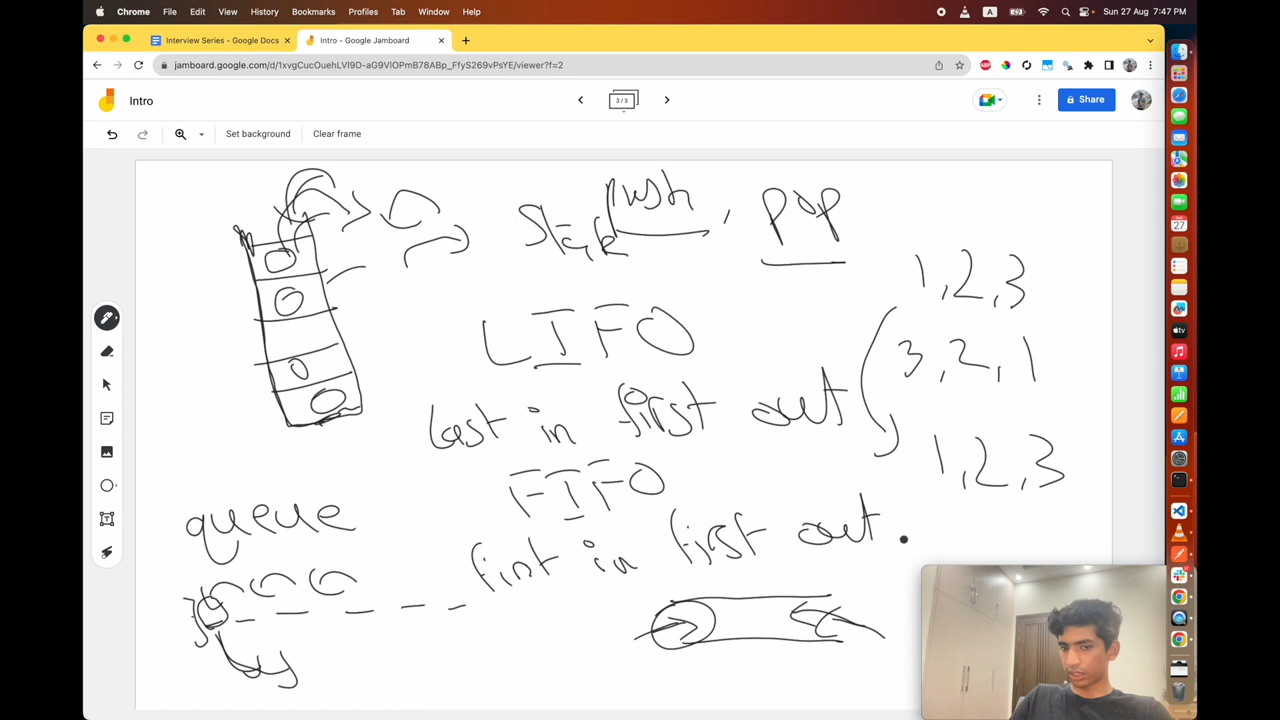 Chrome File Edit View History Bookmarks Profiles Tab Window Help
A
Sun 27 Aug 7:47 PM
Interview Series - Google Docs
Intro - Google Jamboard
jamboard.google.com/d/1xvgCucOuehLVI9D-aG9VIOPmB78ABp_FfyS269vPsYE/viewer?f=2
Intro
3 / 3
Share
Set background
Clear frame
Stack push, pop
1,2,3
LIFO
3,2,1
last in first out
1,2,3
FIFO
queue
first in first out